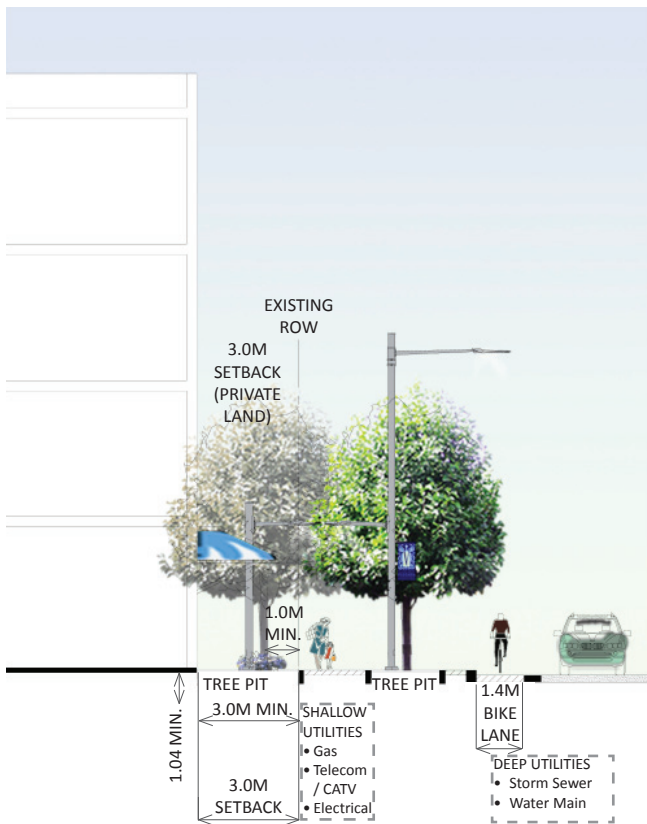 EXISTING
ROW
3.0M
SETBACK
(PRIVATE
LAND)
1.0M
MIN.
TREE PIT
TREE PIT
3.0M MIN.
1.04 MIN.
3.0M
SETBACK
SHALLOW
UTILITIES
• Gas
• Telecom
/ CATV
• Electrical
1.4M
BIKE
LANE
DEEP UTILITIES
• Storm Sewer
• Water Main